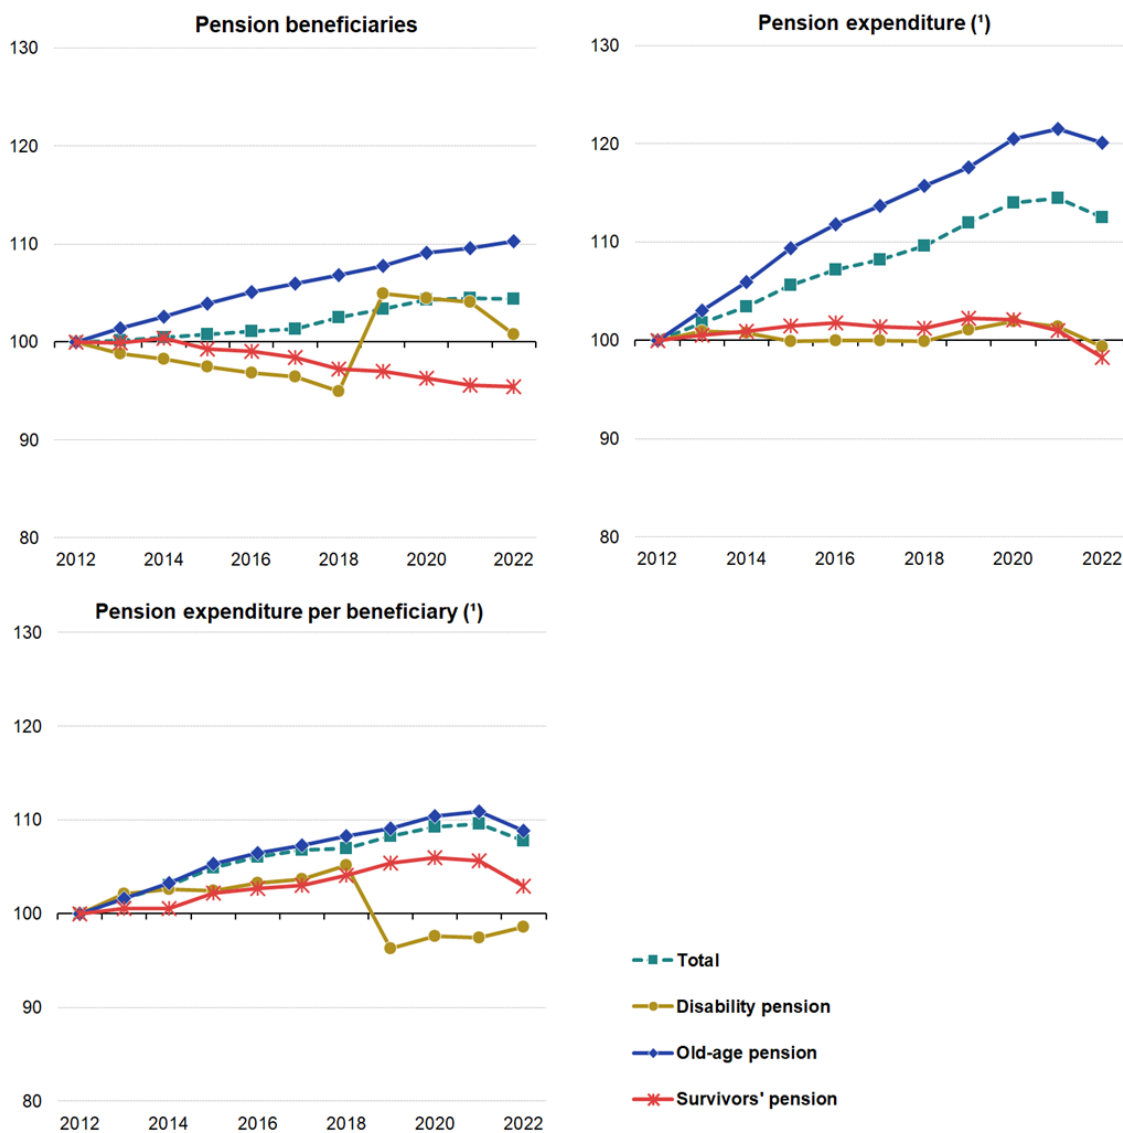 Pension beneficiaries
130
120
110
100
90
80
2012 2014 2016 2018 2020 2022
Pension expenditure (¹)
130
120
110
100
90
80
2012 2014 2016 2018 2020 2022
Pension expenditure per beneficiary (¹)
130
120
110
100
90
80
2012 2014 2016 2018 2020 2022
Total
Disability pension
Old-age pension
Survivors' pension